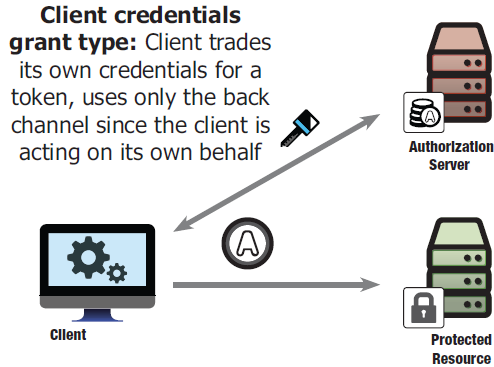 Client credentials
grant type: Client trades
its own credentials for a
token, uses only the back
channel since the client is
acting on its own behalf
A
Authorization
Server
A
Client
Protected
Resource